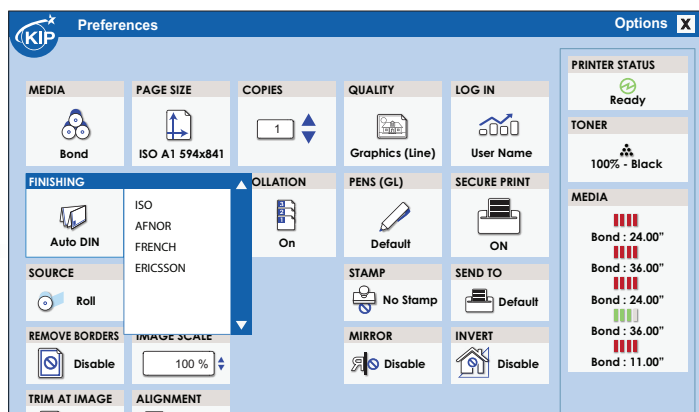 KIP
Preferences
Options X
MEDIA
Bond
PAGE SIZE
ISO A1 594x841
COPIES
1
QUALITY
Graphics (Line)
LOG IN
User Name
FINISHING
Auto DIN
ISO
AFNOR
FRENCH
ERICSSON
OLLATION
3
2
1
On
PENS (GL)
Default
SECURE PRINT
ON
SOURCE
Roll
STAMP
No Stamp
SEND TO
Default
REMOVE BORDERS
Disable
IMAGE SCALE
100 %
MIRROR
Disable
INVERT
Disable
TRIM AT IMAGE
ALIGNMENT
PRINTER STATUS
Ready
TONER
100% - Black
MEDIA
Bond : 24.00"
Bond : 36.00"
Bond : 24.00"
Bond : 36.00"
Bond : 11.00"